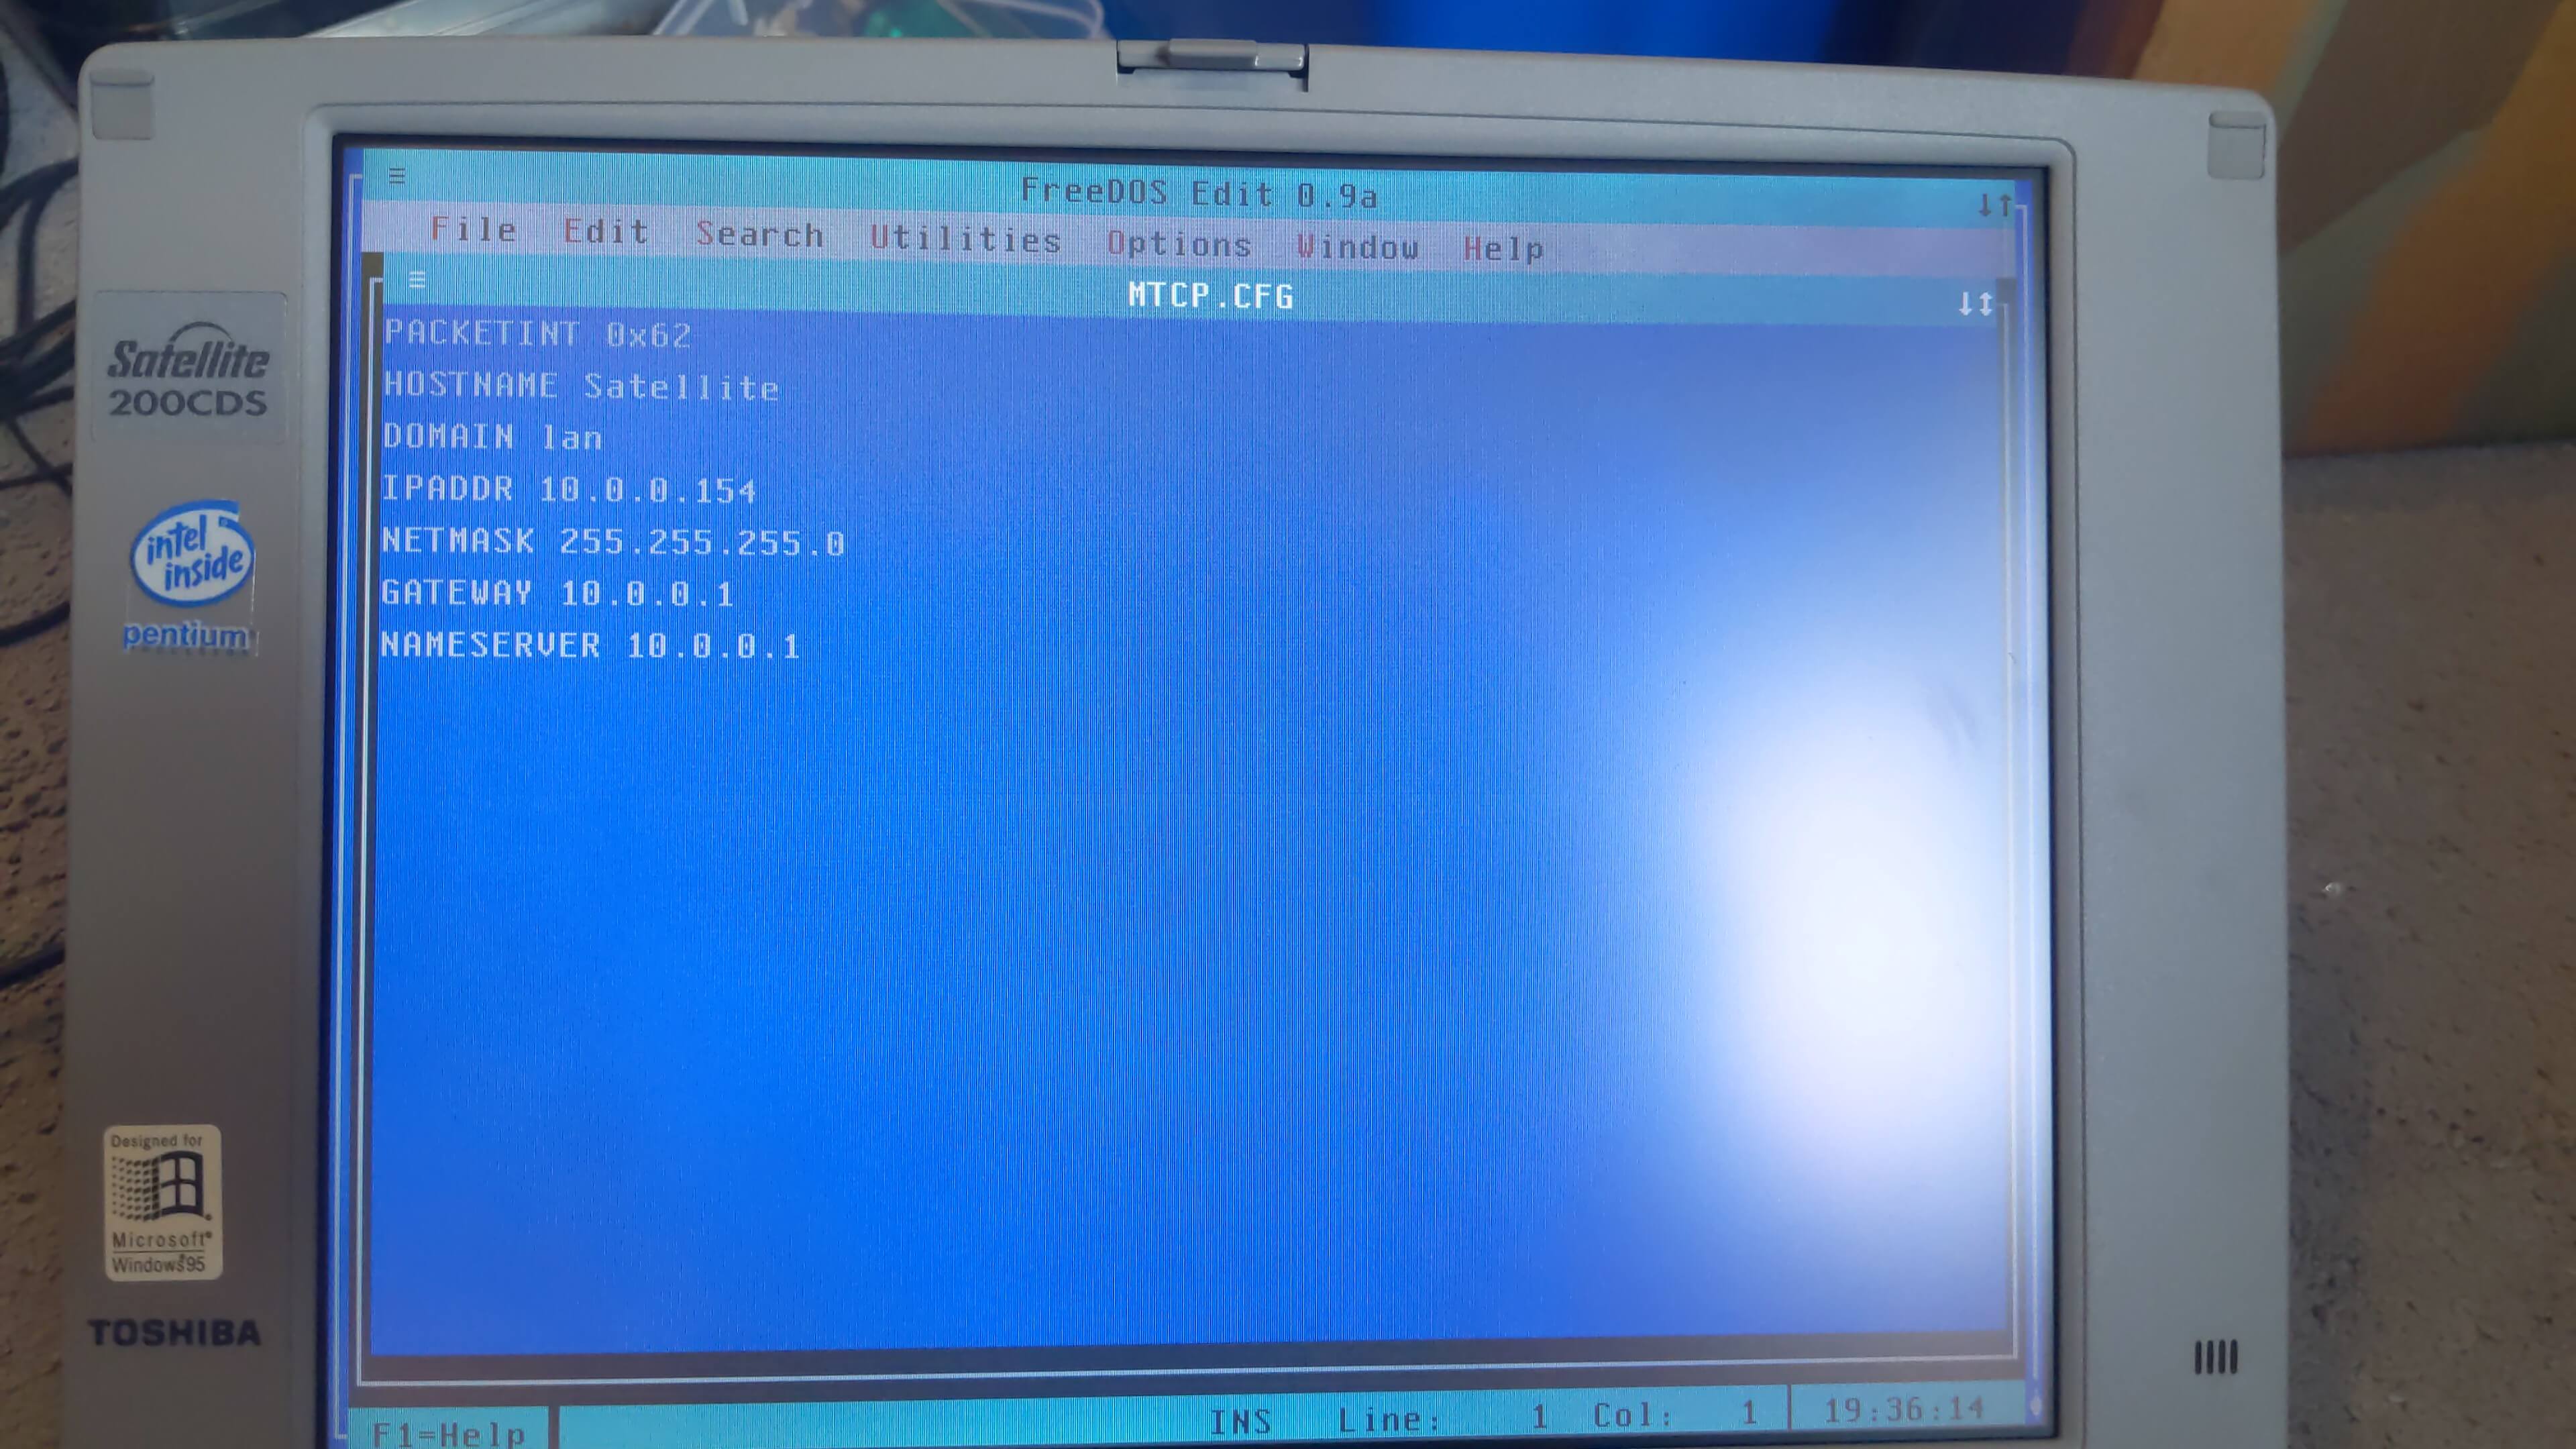 FreeDOS Edit 0.9a
File Edit Search Utilities Options Window Help
MTCP.CFG
PACKETINT 0x62
HOSTNAME Satellite
DOMAIN lan
IPADDR 10.0.0.154
NETMASK 255.255.255.0
GATEWAY 10.0.0.1
NAMESERVER 10.0.0.1
F1=Help INS Line: 1 Col: 1 19:36:14
Satellite
200CDS
intel
inside
pentium
Designed for
Microsoft®
Windows®95
TOSHIBA